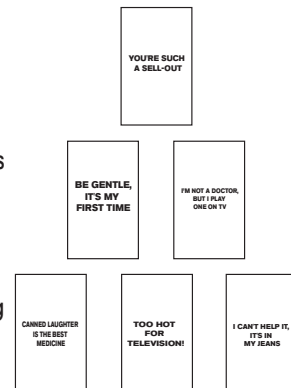 YOU'RE SUCH
A SELL-OUT
s
BE GENTLE,
IT'S MY
FIRST TIME
I'M NOT A DOCTOR,
BUT I PLAY
ONE ON TV
g
CANNED LAUGHTER
IS THE BEST
MEDICINE
TOO HOT
FOR
TELEVISION!
I CAN'T HELP IT,
IT'S IN
MY JEANS